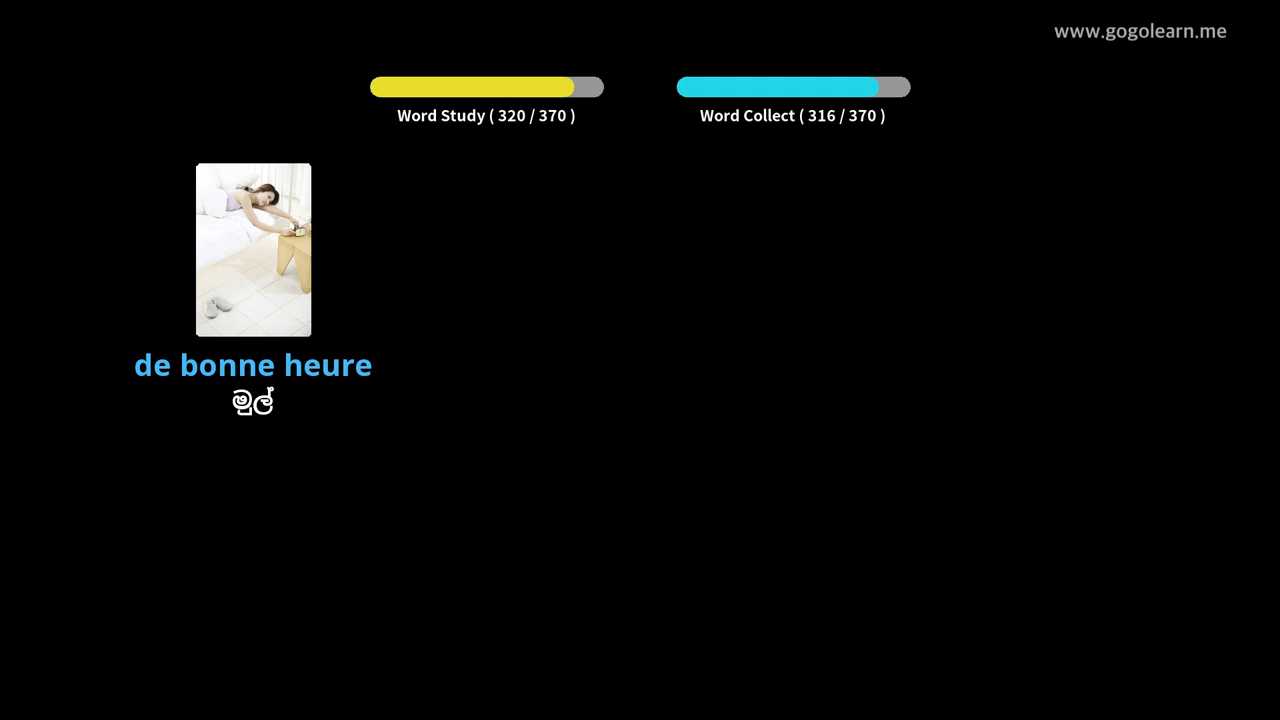 www.gogolearn.me
Word Study ( 320 / 370 )
Word Collect ( 316 / 370 )
de bonne heure
මුල්